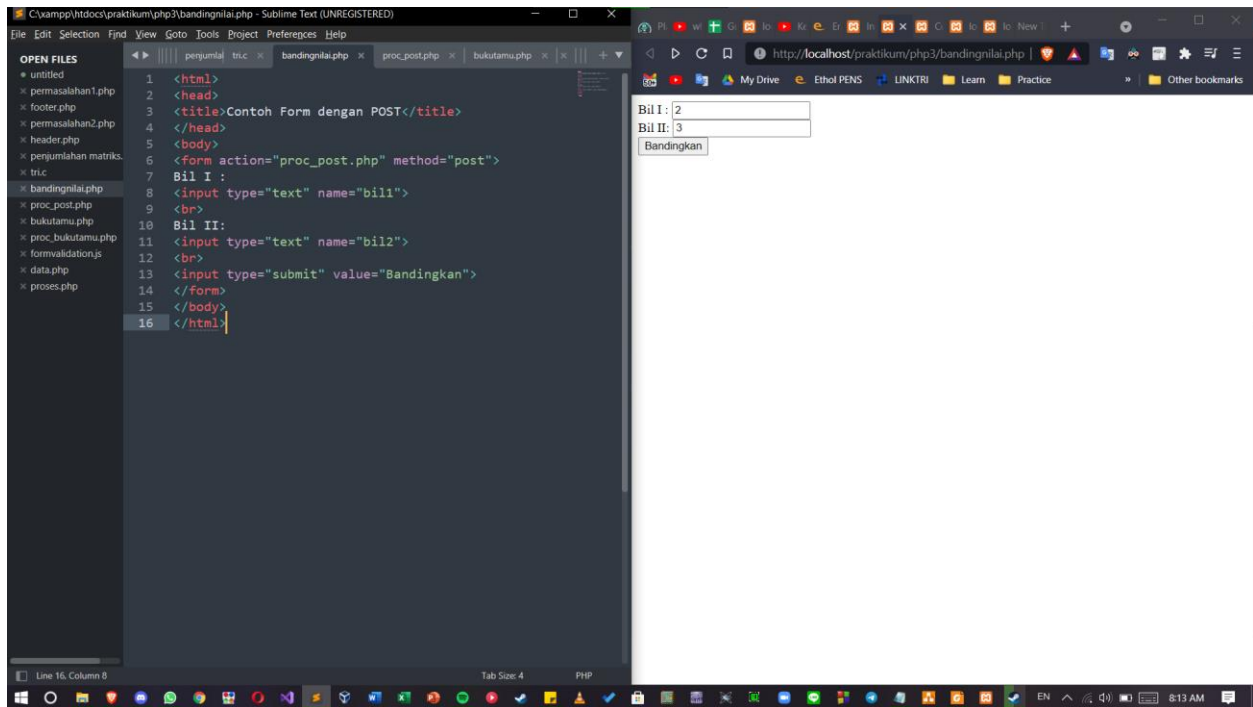 C:\xampp\htdocs\praktikum\php3\bandingnilai.php - Sublime Text (UNREGISTERED)
File Edit Selection Find View Goto Tools Project Preferences Help
OPEN FILES
untitled
permasalahan1.php
footer.php
permasalahan2.php
header.php
penjumlahan matriks.
tri.c
bandingnilai.php
proc_post.php
bukutamu.php
proc_bukutamu.php
formvalidation.js
data.php
proses.php
penjumlal tri.c bandingnilai.php proc_post.php bukutamu.php
1 <html>
2 <head>
3 <title>Contoh Form dengan POST</title>
4 </head>
5 <body>
6 <form action="proc_post.php" method="post">
7 Bil I :
8 <input type="text" name="bil1">
9 <br>
10 Bil II:
11 <input type="text" name="bil2">
12 <br>
13 <input type="submit" value="Bandingkan">
14 </form>
15 </body>
16 </html>
Line 16, Column 8 Tab Size: 4 PHP
http://localhost/praktikum/php3/bandingnilai.php
My Drive Ethol PENS LINKTRI Learn Practice » Other bookmarks
Bil I : 2
Bil II: 3
Bandingkan
EN 8:13 AM